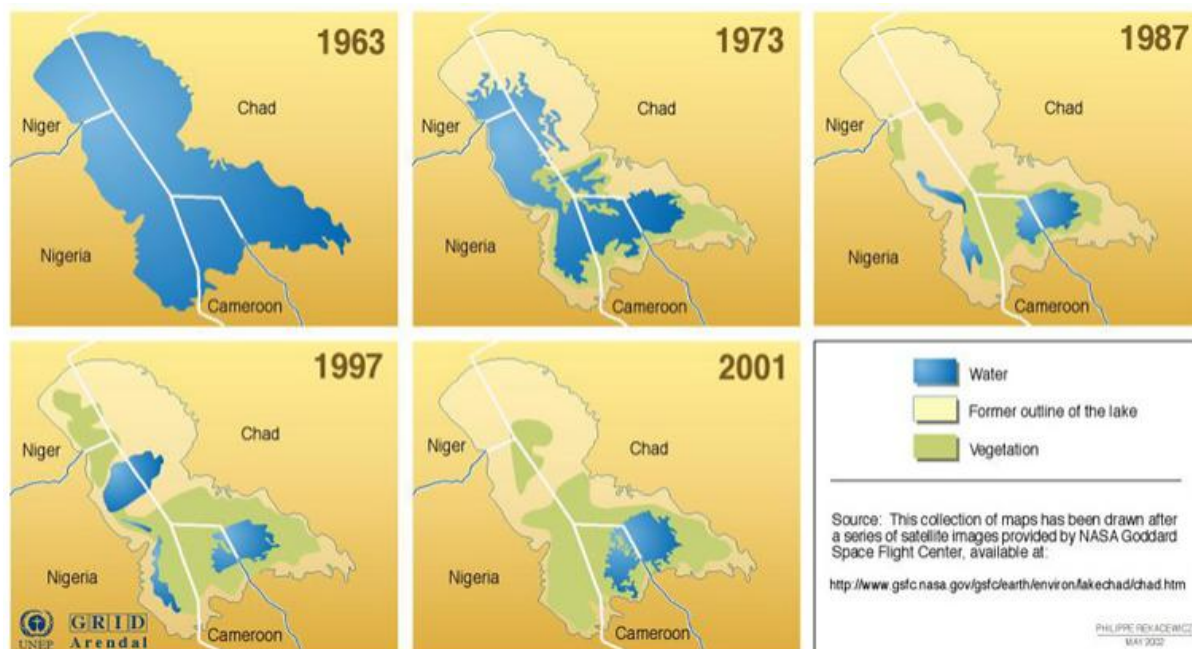 1963
Chad
Niger
Nigeria
Cameroon
1973
Chad
Niger
Nigeria
Cameroon
1987
Chad
Niger
Nigeria
Cameroon
1997
Chad
Niger
Nigeria
Cameroon
UNEP
GRID
Arendal
2001
Chad
Niger
Nigeria
Cameroon
Water
Former outline of the lake
Vegetation
Source: This collection of maps has been drawn after
a series of satellite images provided by NASA Goddard
Space Flight Center, available at:
http://www.gsfc.nasa.gov/gsfc/earth/environ/lakechad/chad.htm
PHILIPPE REKACEWICZ
MAY 2002